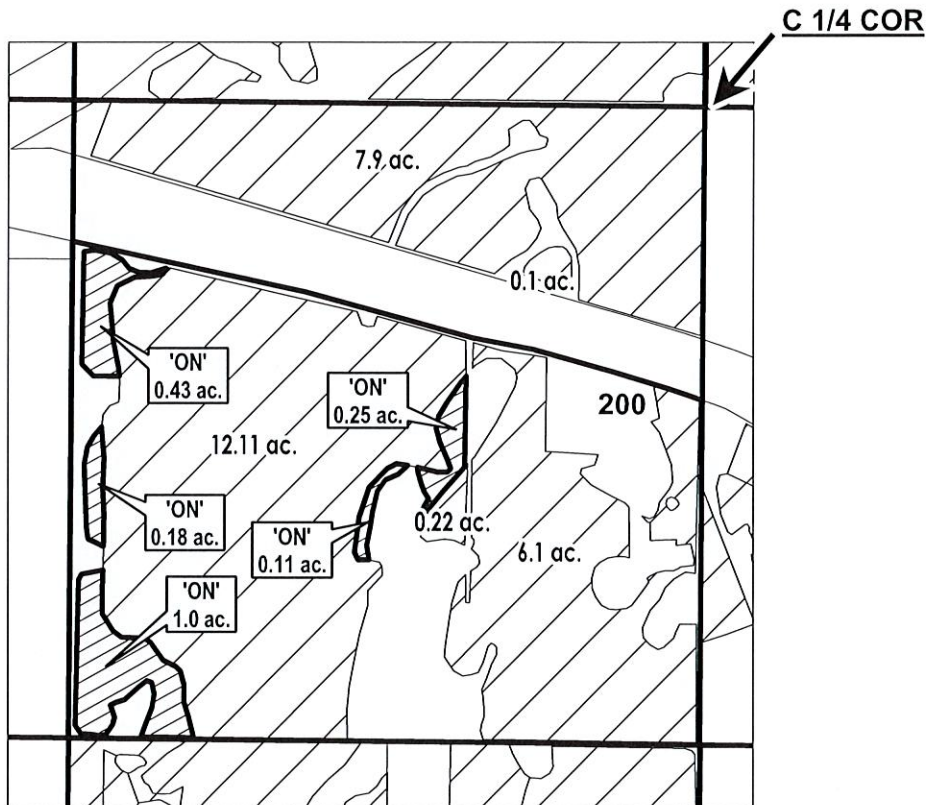 C 1/4 COR
7.9 ac.
0.1 ac.
'ON'
0.43 ac.
'ON'
0.25 ac.
200
12.11 ac.
'ON'
0.18 ac.
'ON'
0.11 ac.
0.22 ac.
6.1 ac.
'ON'
1.0 ac.